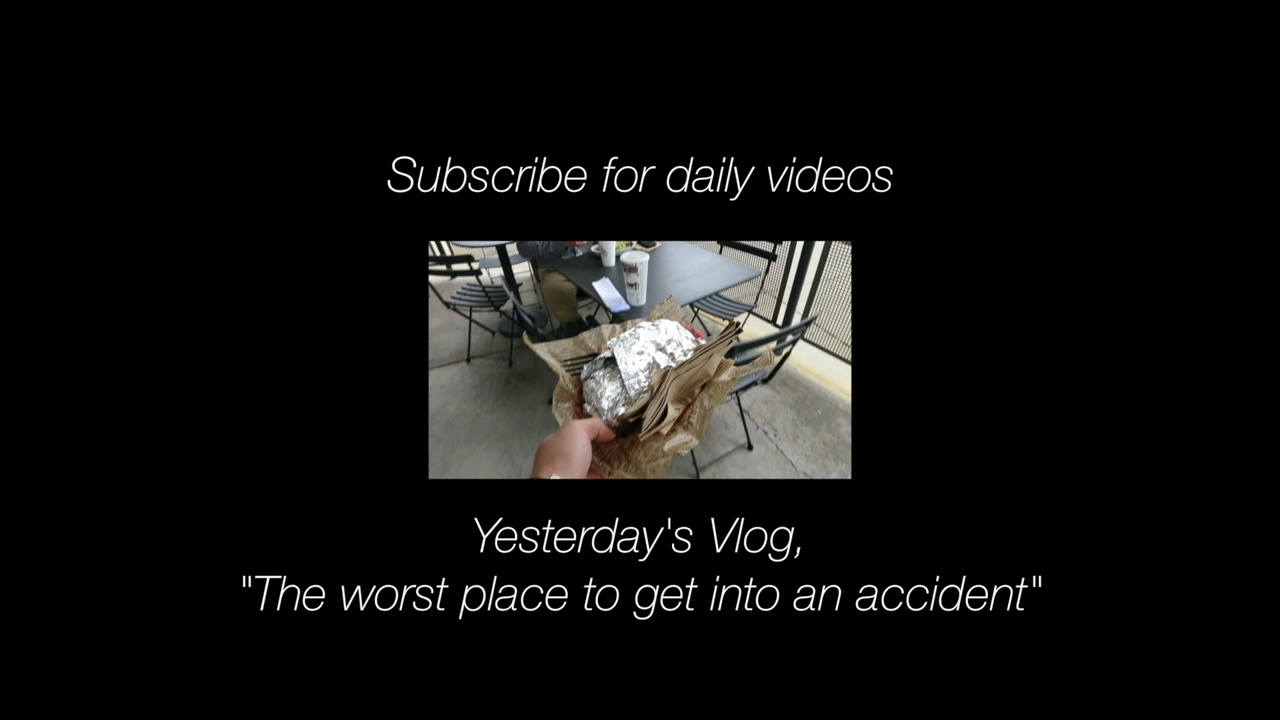 Subscribe for daily videos
Yesterday's Vlog,
"The worst place to get into an accident"